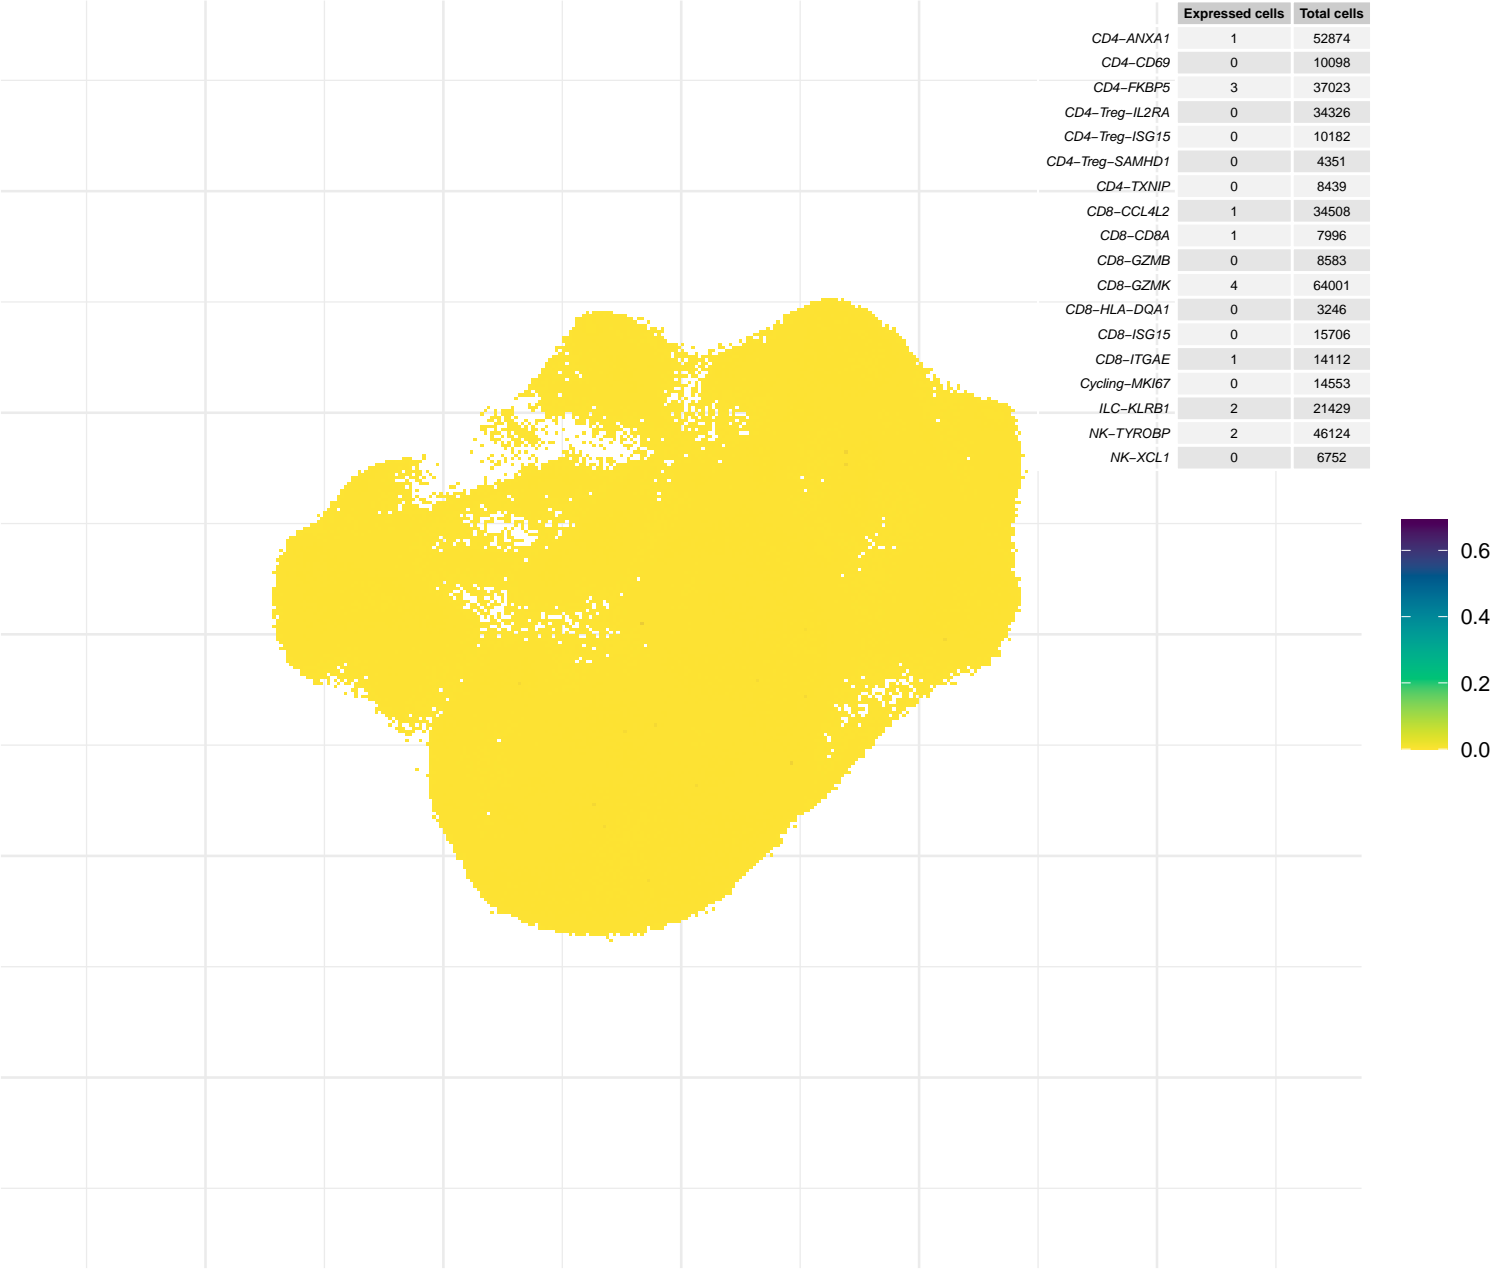 Expressed cells Total cells
CD4−ANXA1 1 52874
CD4−CD69 0 10098
CD4−FKBP5 3 37023
CD4−Treg−IL2RA 0 34326
CD4−Treg−ISG15 0 10182
CD4−Treg−SAMHD1 0 4351
CD4−TXNIP 0 8439
CD8−CCL4L2 1 34508
CD8−CD8A 1 7996
CD8−GZMB 0 8583
CD8−GZMK 4 64001
CD8−HLA−DQA1 0 3246
CD8−ISG15 0 15706
CD8−ITGAE 1 14112
Cycling−MKI67 0 14553
ILC−KLRB1 2 21429
NK−TYROBP 2 46124
NK−XCL1 0 6752
0.6
0.4
0.2
0.0